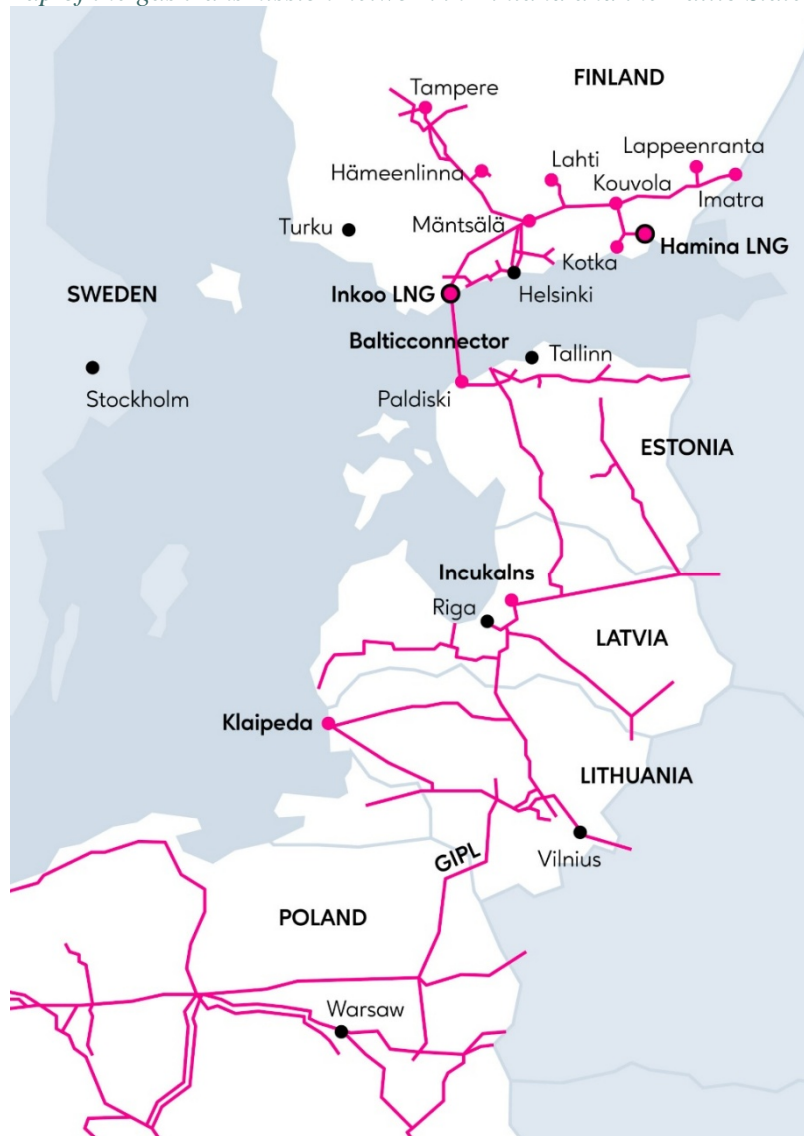 FINLAND
Tampere
Lappeenranta
Lahti
Hämeenlinna
Kouvola
Imatra
Turku
Mäntsälä
Hamina LNG
Kotka
SWEDEN
Inkoo LNG
Helsinki
Balticconnector
Tallinn
Stockholm
Paldiski
ESTONIA
Incukalns
Riga
LATVIA
Klaipeda
LITHUANIA
GIPL
Vilnius
POLAND
Warsaw